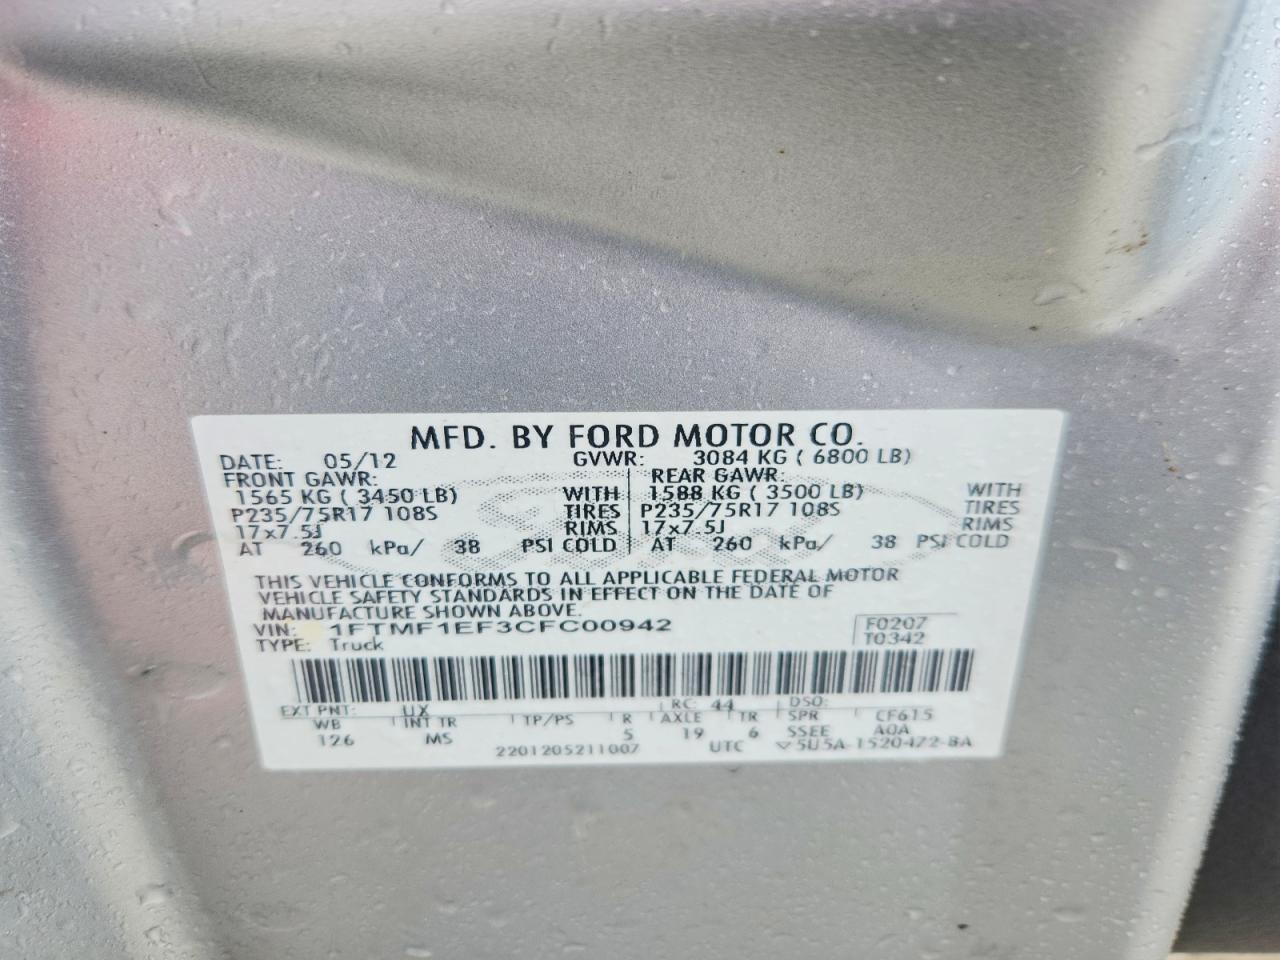 MFD. BY FORD MOTOR CO.
DATE: 05/12 GVWR: 3084 KG ( 6800 LB)
FRONT GAWR: REAR GAWR:
1565 KG ( 3450 LB) WITH 1588 KG ( 3500 LB) WITH
P235/75R17 108S TIRES P235/75R17 108S TIRES
17x7.5J RIMS 17x7.5J RIMS
AT 260 kPa/ 38 PSI COLD AT 260 kPa/ 38 PSI COLD
THIS VEHICLE CONFORMS TO ALL APPLICABLE FEDERAL MOTOR
VEHICLE SAFETY STANDARDS IN EFFECT ON THE DATE OF
MANUFACTURE SHOWN ABOVE.
VIN: 1FTMF1EF3CFC00942 F0207
TYPE: Truck T0342
EXT PNT: UX RC: 44 DSO:
WB INT TR TP/PS R AXLE TR SPR CF615
126 MS 5 19 6 SSEE A0A
2201205211007 UTC 5U5A-1520472-BA